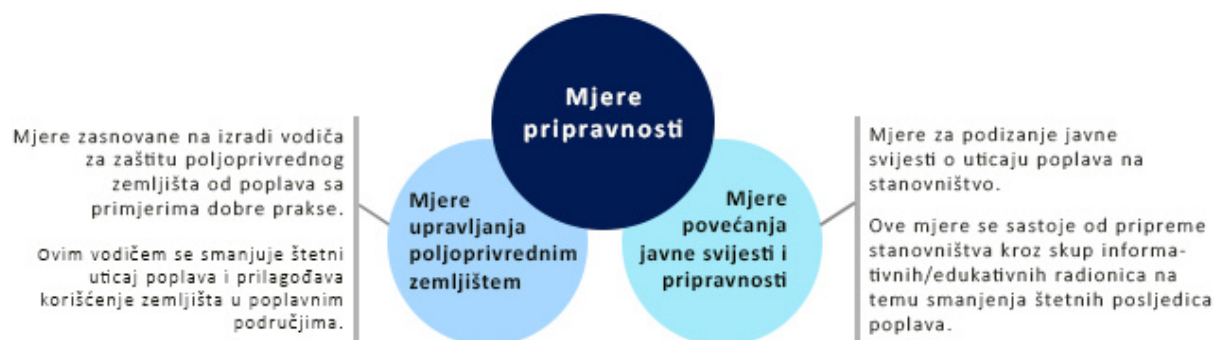 Mjere
pripravnosti
Mjere zasnovane na izradi vodiča
za zaštitu poljoprivrednog
zemljišta od poplava sa
primjerima dobre prakse.
Ovim vodičem se smanjuje štetni
uticaj poplava i prilagođava
korišćenje zemljišta u poplavnim
područjima.
Mjere
upravljanja
poljoprivrednim
zemljištem
Mjere
povećanja
javne svijesti i
pripravnosti
Mjere za podizanje javne
svijesti o uticaju poplava na
stanovništvo.
Ove mjere se sastoje od pripreme
stanovništva kroz skup informa-
tivnih/edukativnih radionica na
temu smanjenja štetnih posljedica
poplava.